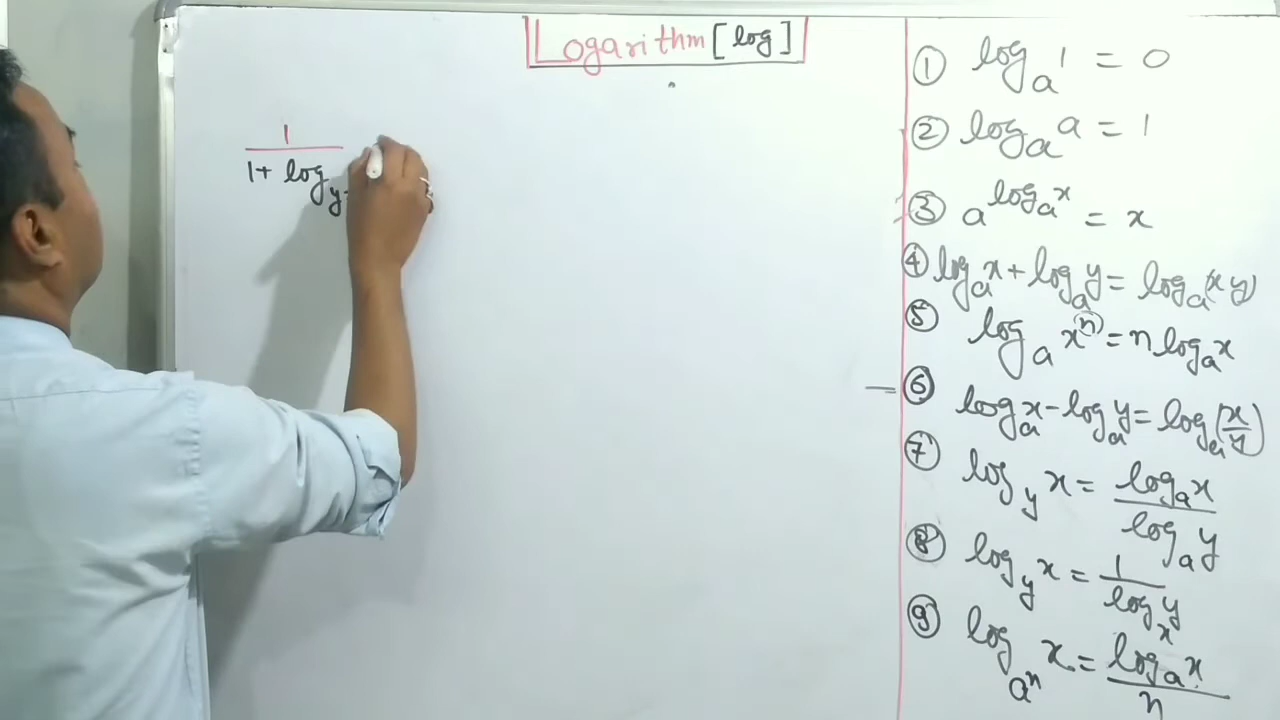 Logarithm [log]
1
1 + log_y
① log_a 1 = 0
② log_a a = 1
③ a^{log_a x} = x
④ log_a x + log_a y = log_a (x y)
⑤ log_a x^n = n log_a x
⑥ log_a x - log_a y = log_a (x/y)
⑦ log_y x = log_a x / log_a y
⑧ log_y x = 1 / log_x y
⑨ log_{a^n} x = log_a x / n